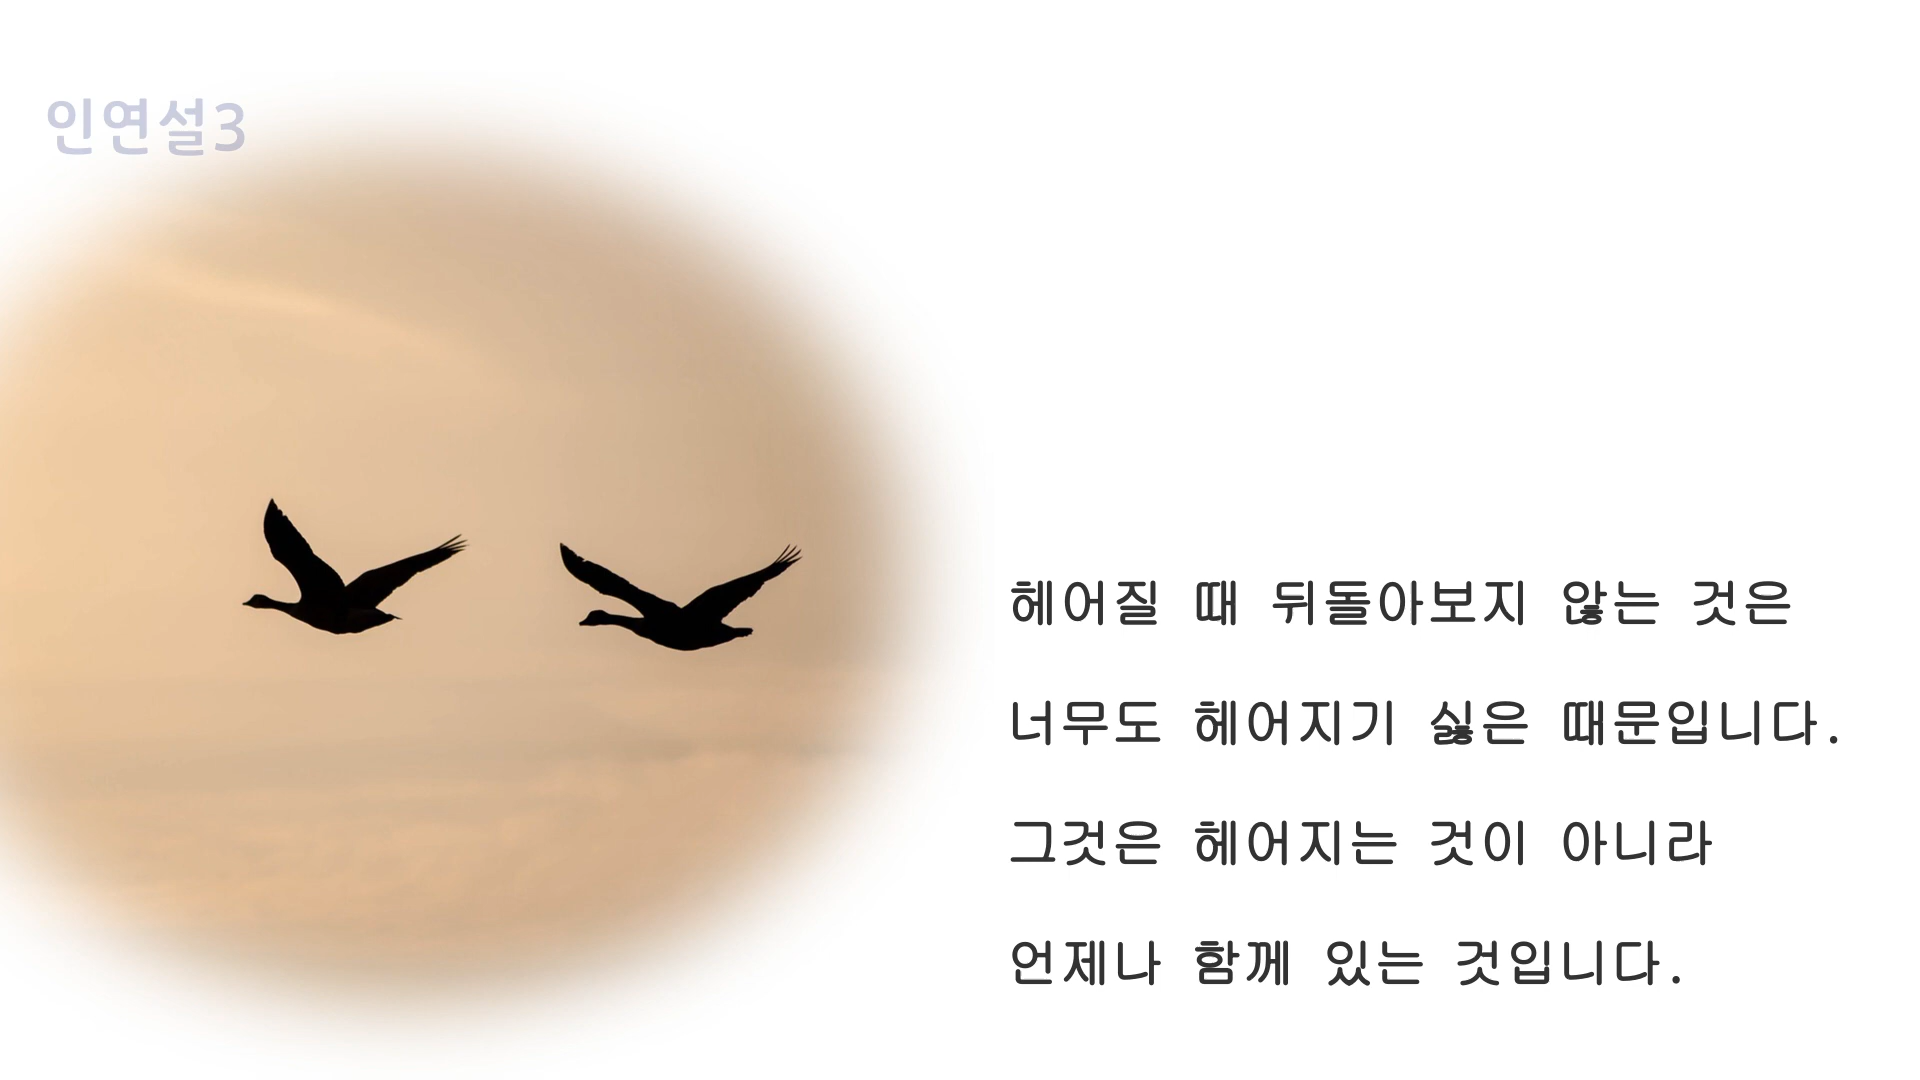 인연설3
헤어질 때 뒤돌아보지 않는 것은
너무도 헤어지기 싫은 때문입니다.
그것은 헤어지는 것이 아니라
언제나 함께 있는 것입니다.